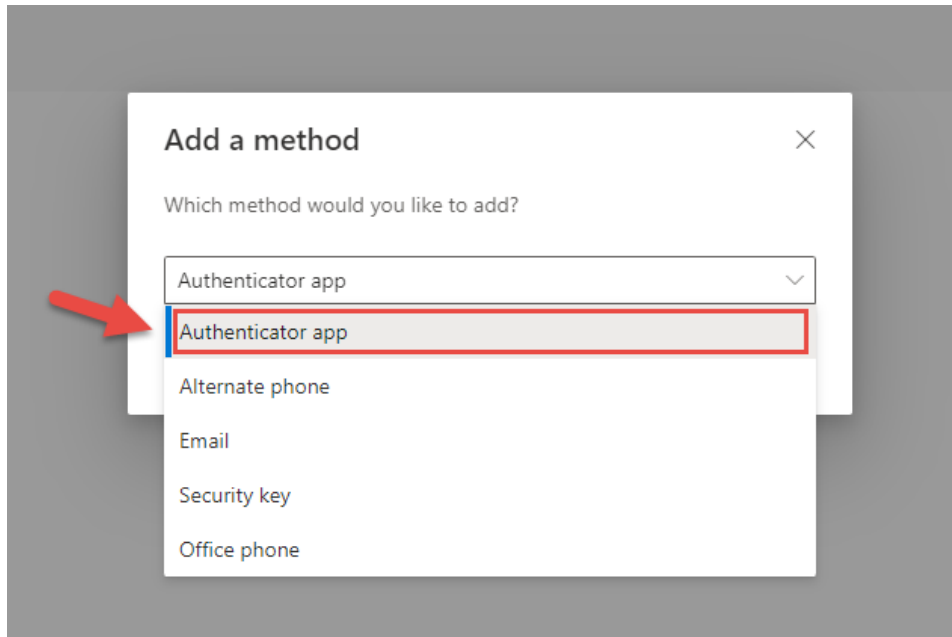 Add a method
Which method would you like to add?
Authenticator app
Authenticator app
Alternate phone
Email
Security key
Office phone